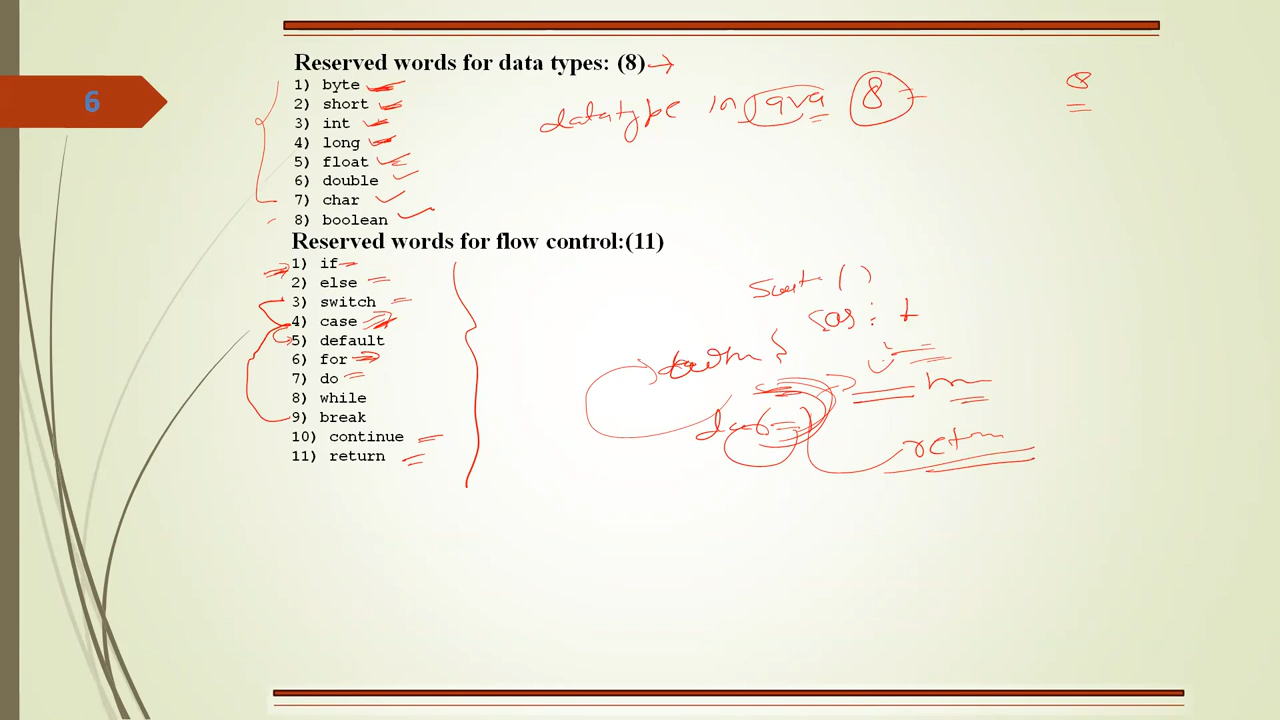 Reserved words for data types: (8)
6
1) byte
2) short
3) int
4) long
5) float
6) double
7) char
8) boolean
datatype in java 8
8
Reserved words for flow control:(11)
1) if
2) else
3) switch
4) case
5) default
6) for
7) do
8) while
9) break
10) continue
11) return
return